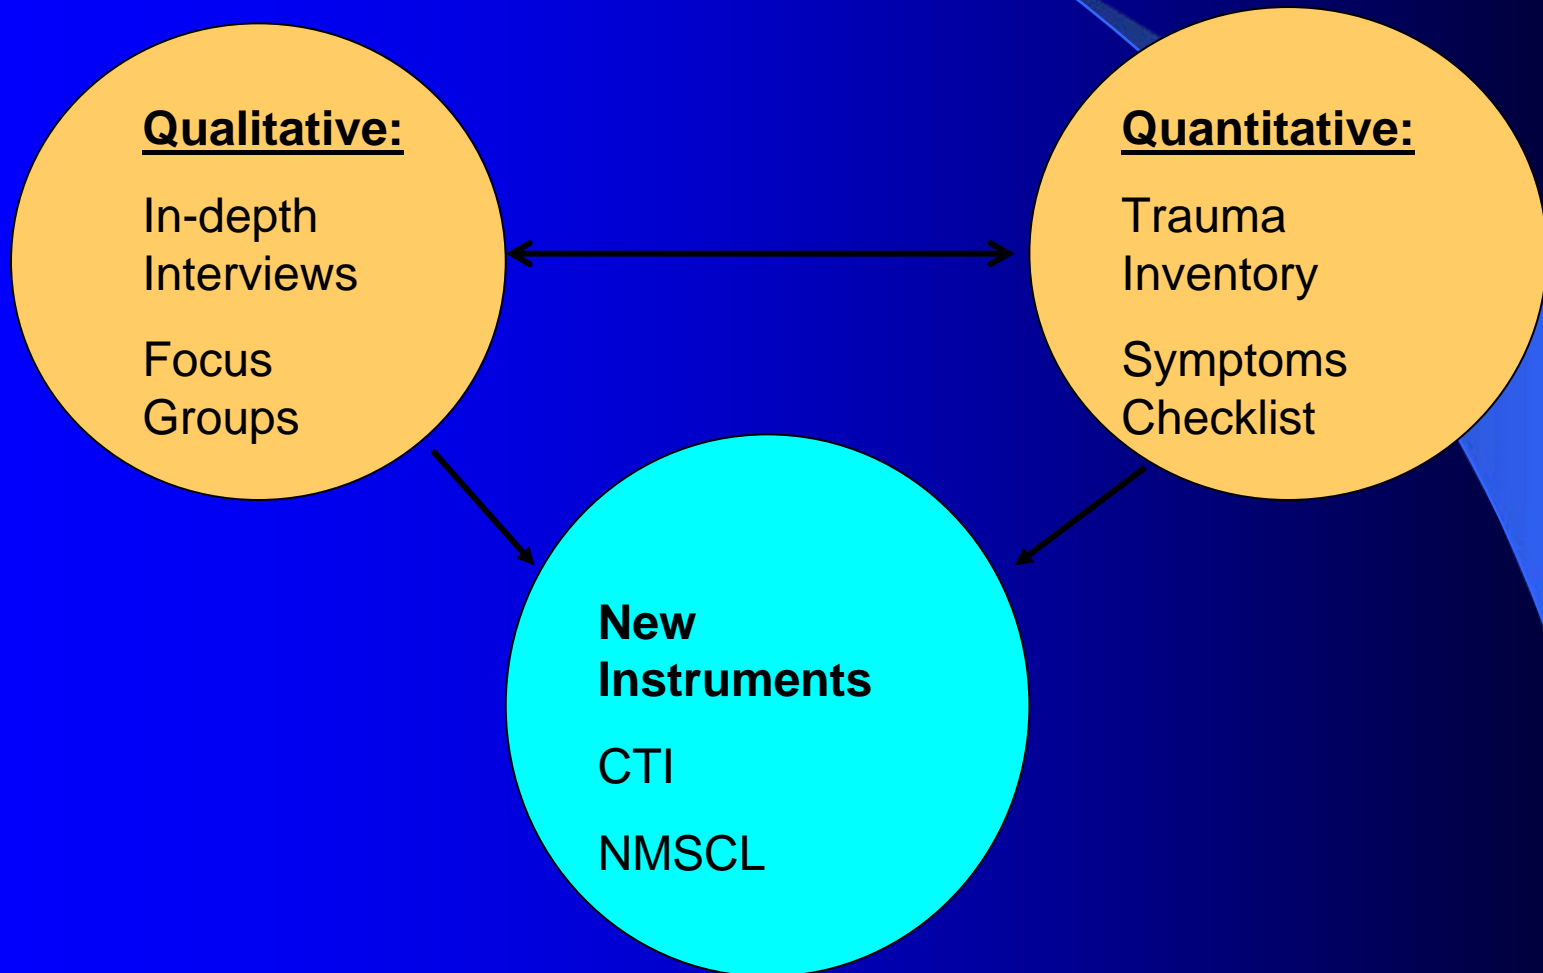 Qualitative:
In-depth
Interviews
Focus
Groups
Quantitative:
Trauma
Inventory
Symptoms
Checklist
New
Instruments
CTI
NMSCL